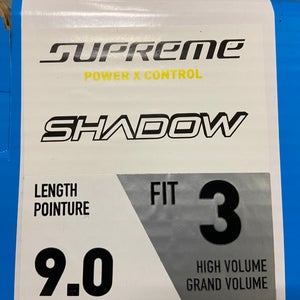 SUPREME
POWER X CONTROL
SHADOW
LENGTH
POINTURE
9.0
FIT 3
HIGH VOLUME
GRAND VOLUME